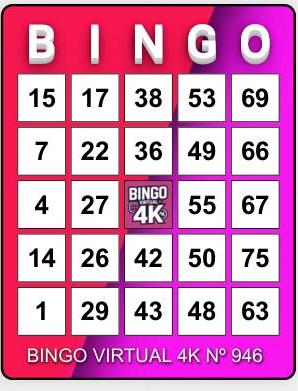 B I N G O
15 17 38 53 69
7 22 36 49 66
4 27 BINGO VIRTUAL 4K 55 67
14 26 42 50 75
1 29 43 48 63
BINGO VIRTUAL 4K Nº 946